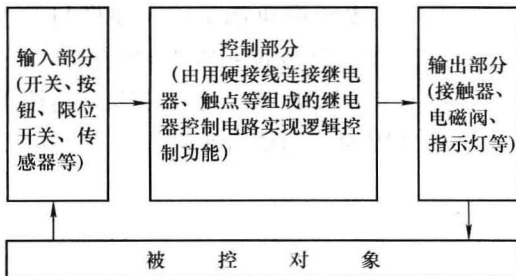 输入部分
(开关、按
钮、限位
开关、传
感器等)
控制部分
(由用硬接线连接继电
器、触点等组成的继电
器控制电路实现逻辑控
制功能)
输出部分
(接触器、
电磁阀、
指示灯等)
被 控 对 象